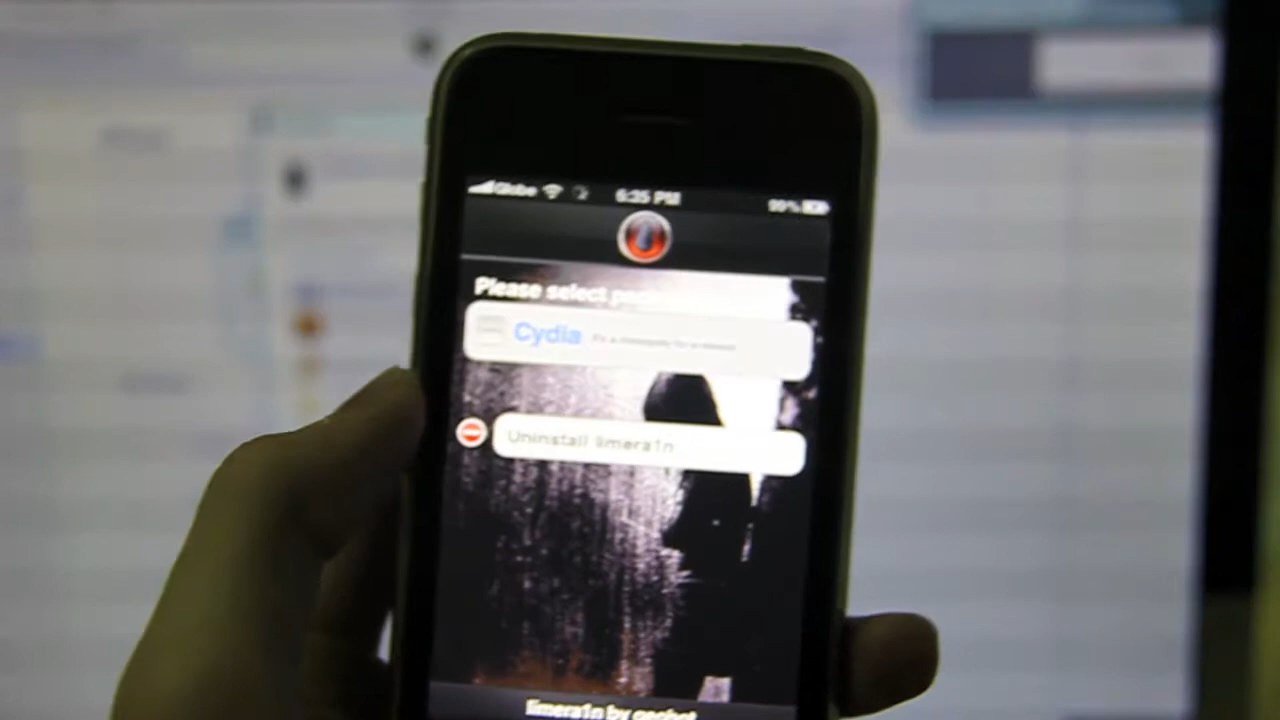 Globe 6:35 PM 99%
Please select
Cydia
Uninstall limera1n
limera1n by geohot